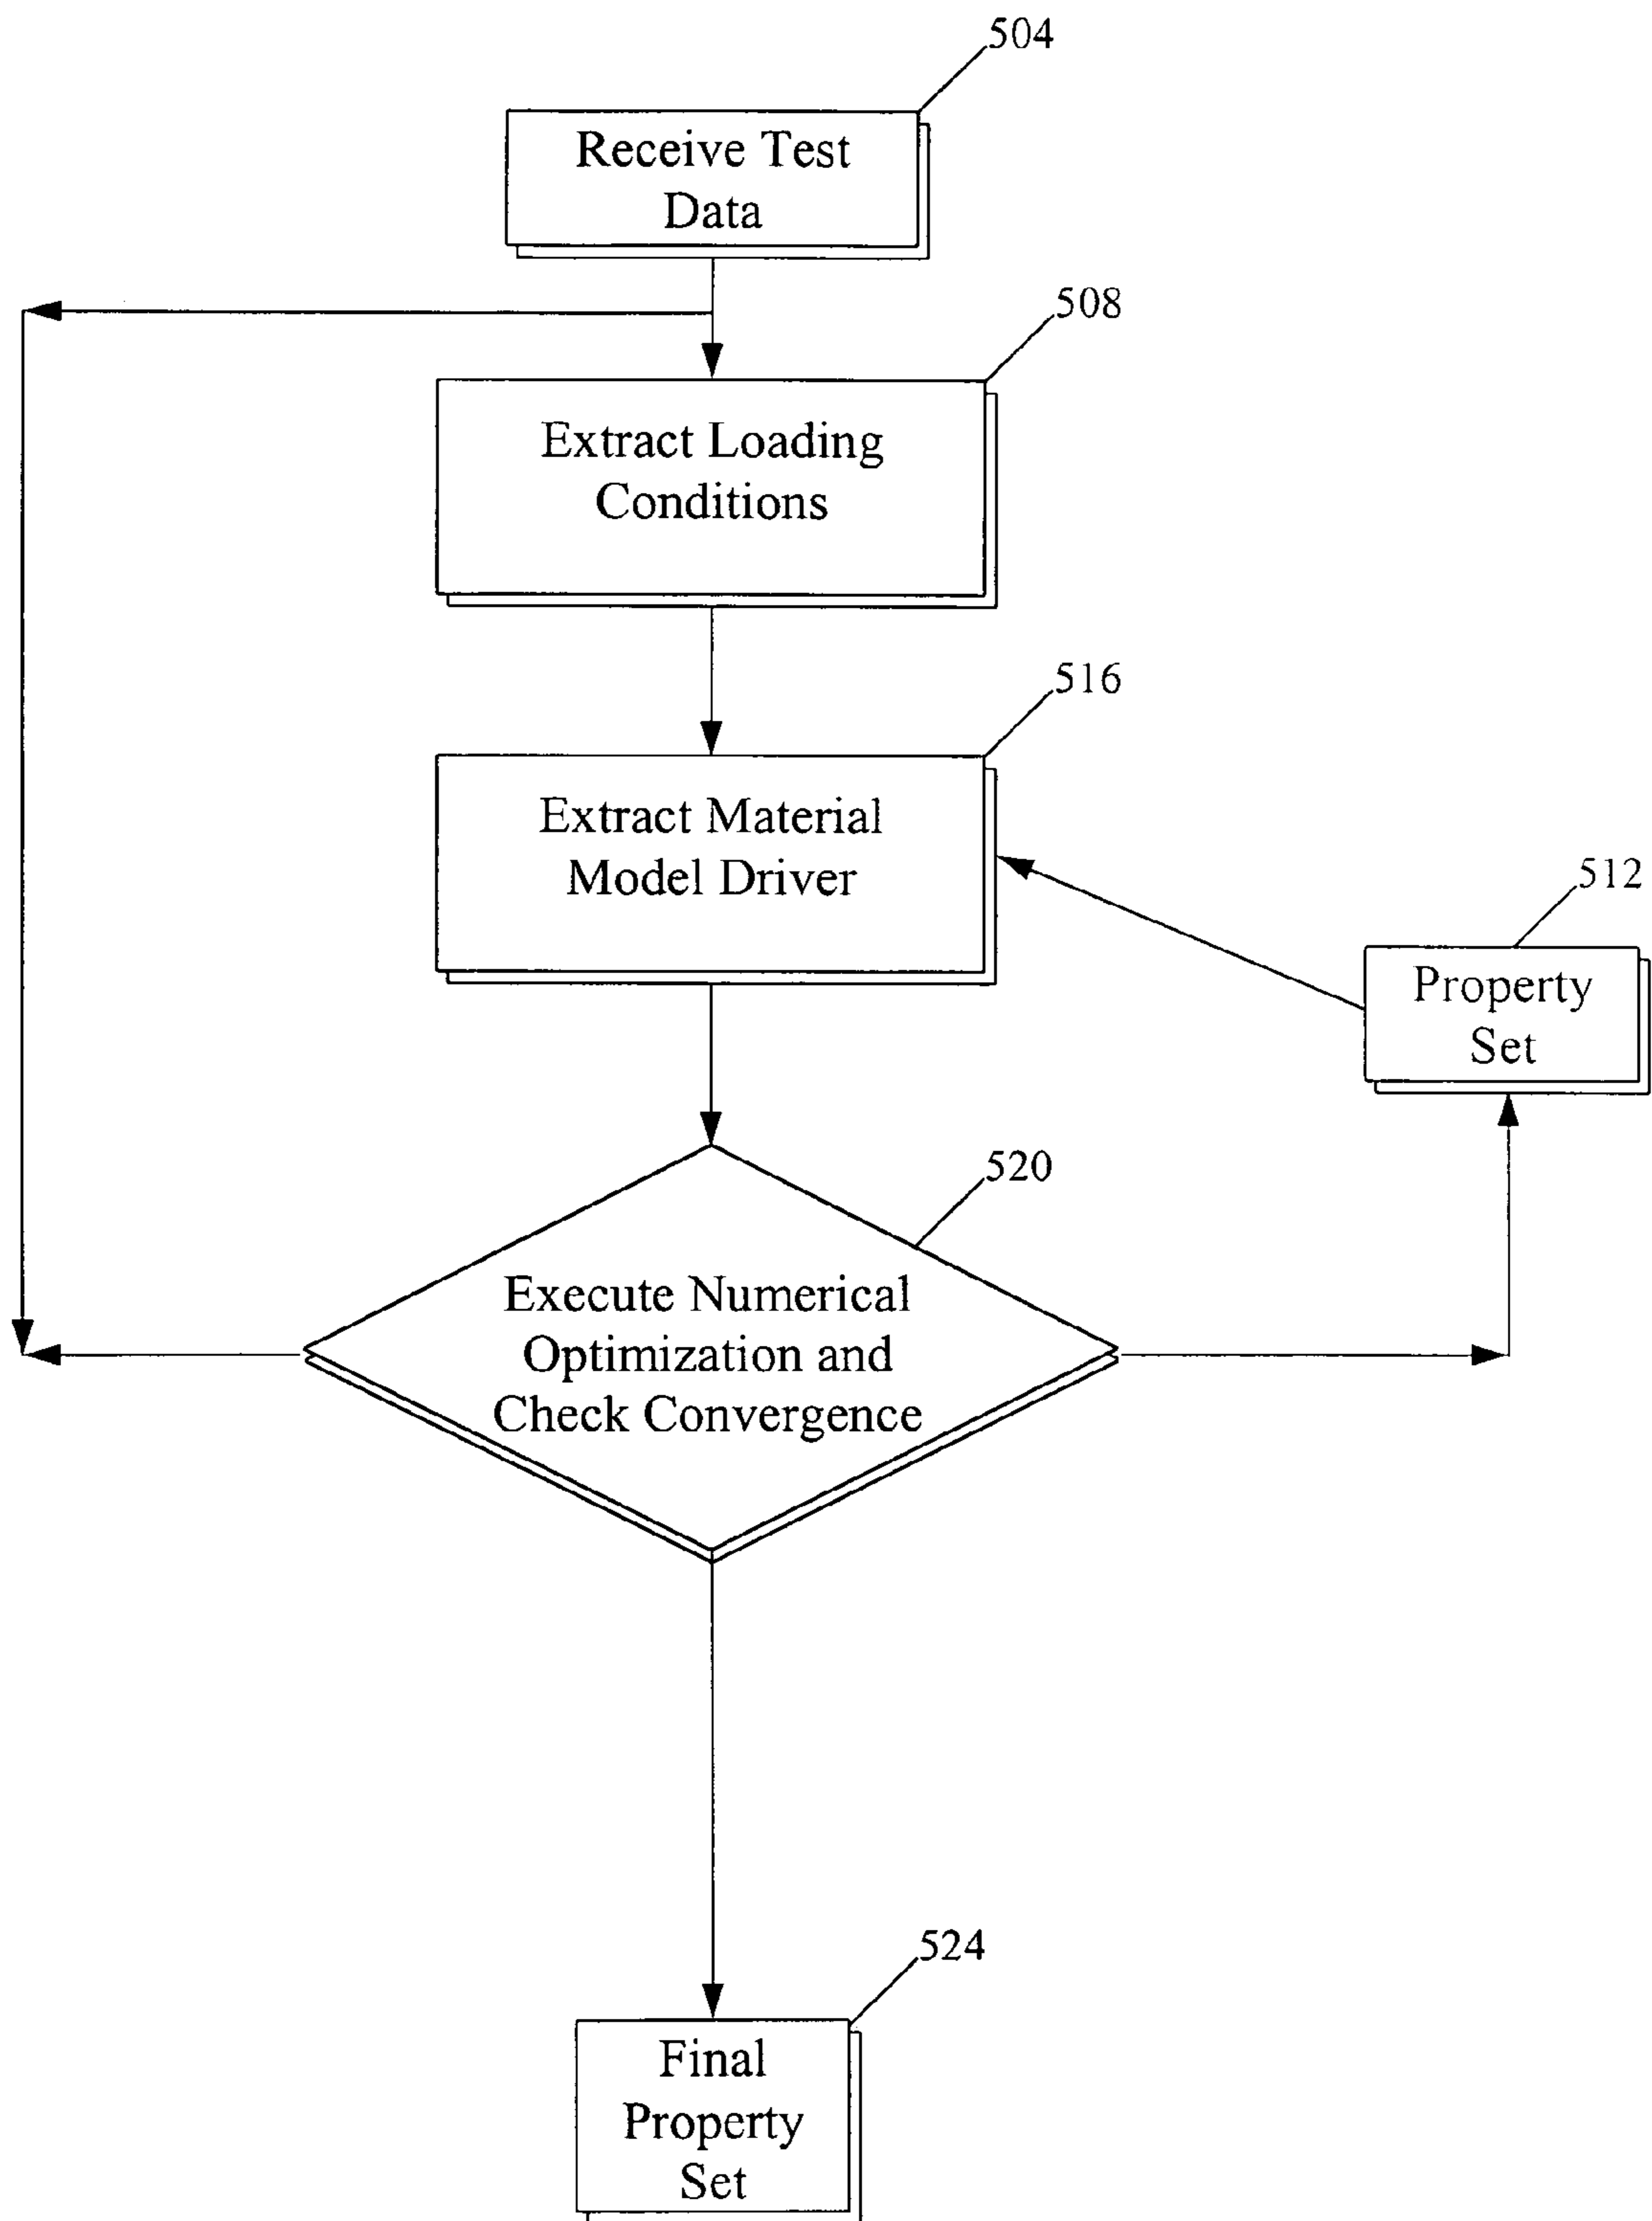 504
Receive Test
Data
508
Extract Loading
Conditions
516
Extract Material
Model Driver
512
Property
Set
520
Execute Numerical
Optimization and
Check Convergence
524
Final
Property
Set